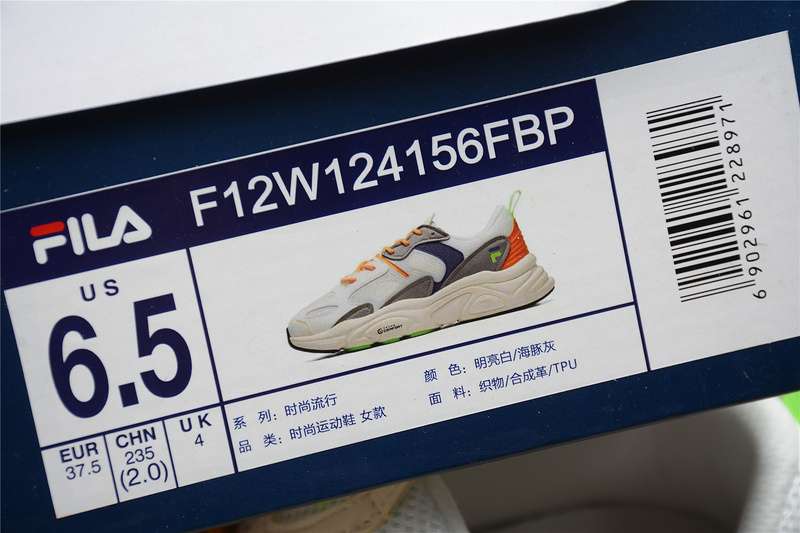 FILA
F12W124156FBP
US
6.5
EUR
37.5
CHN
235
(2.0)
UK
4
系 列: 时尚流行
品 类: 时尚运动鞋 女款
颜 色: 明亮白/海豚灰
面 料: 织物/合成革/TPU
6 902961 228971